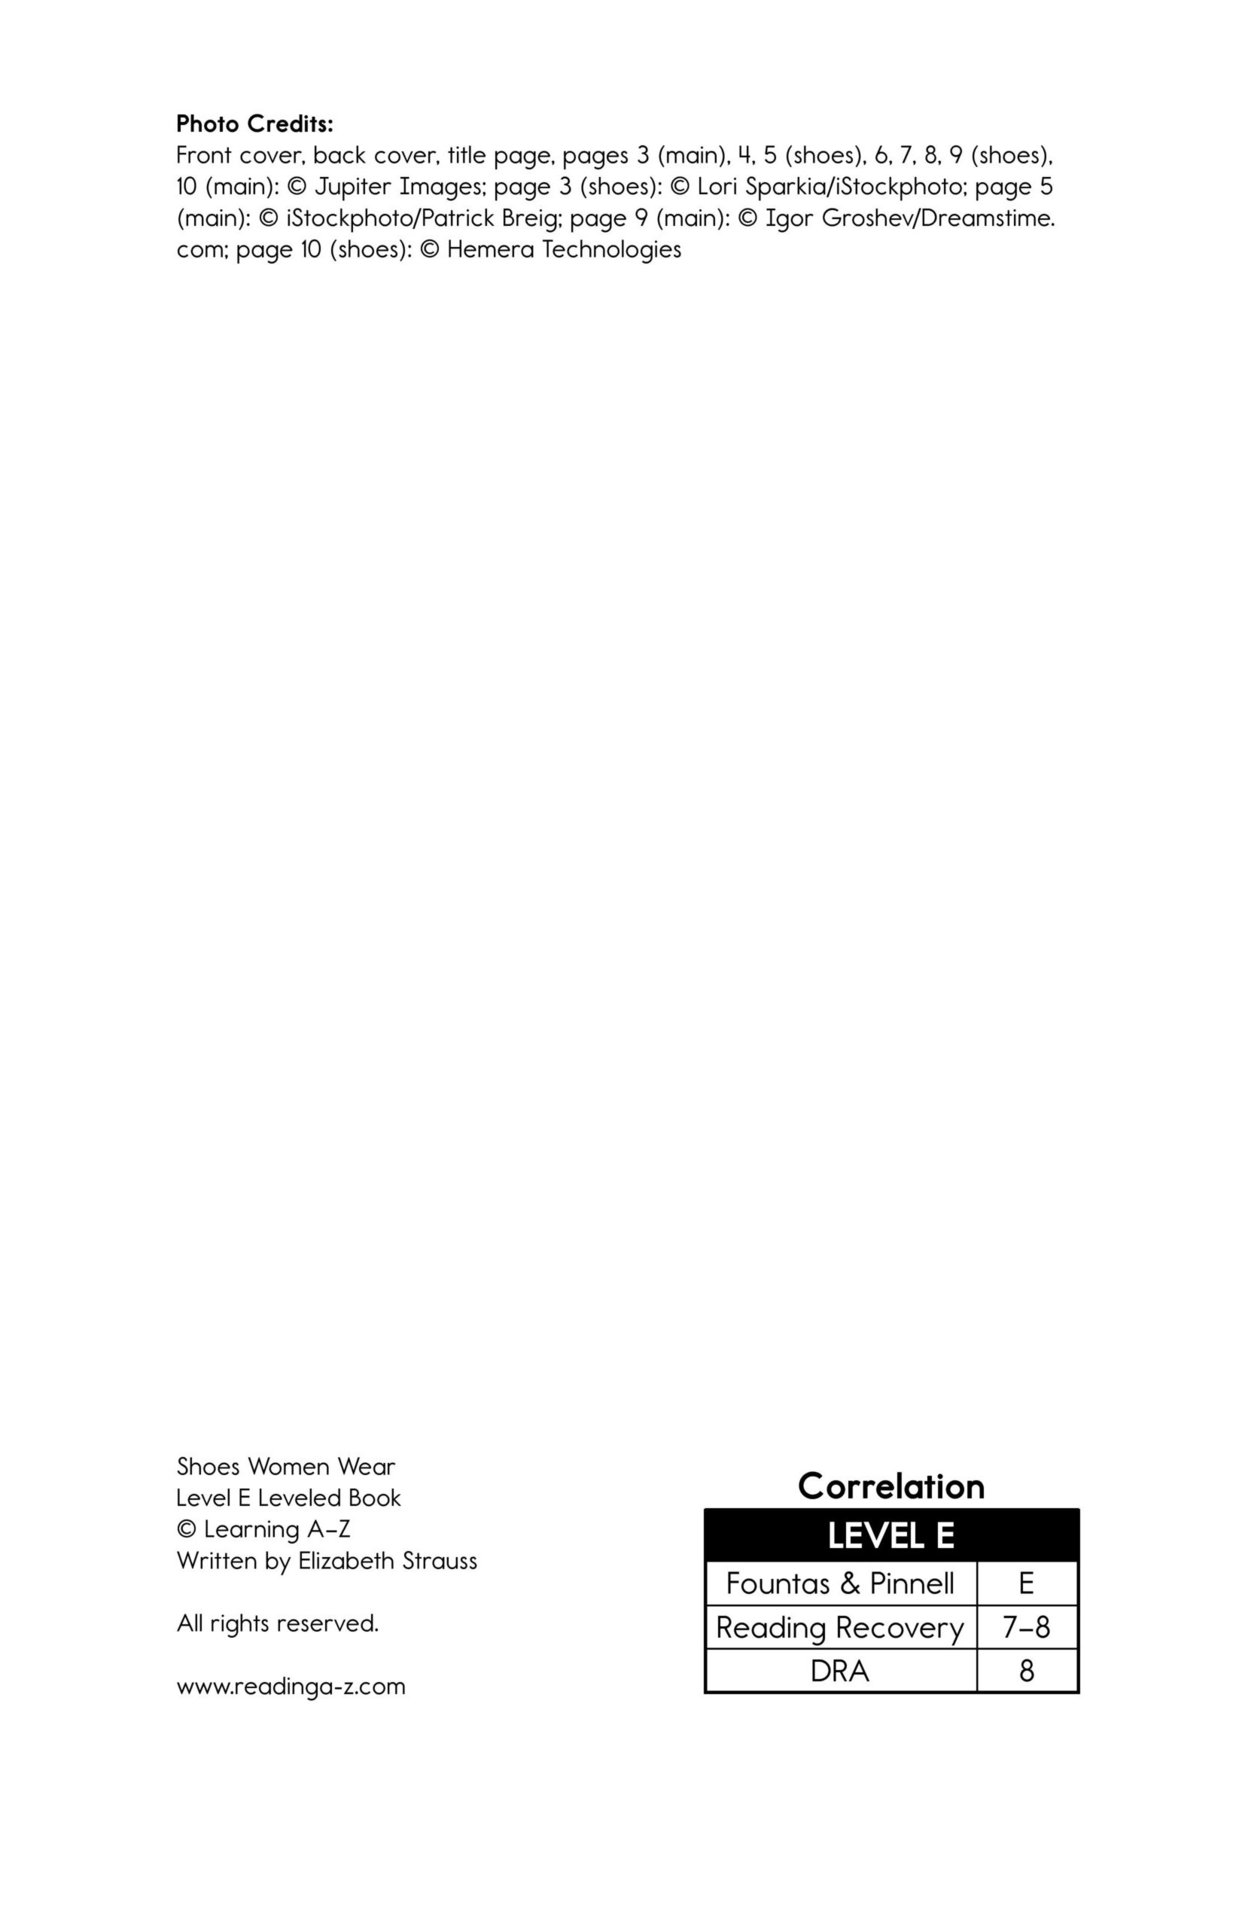 Photo Credits:
Front cover, back cover, title page, pages 3 (main), 4, 5 (shoes), 6, 7, 8, 9 (shoes),
10 (main): © Jupiter Images; page 3 (shoes): © Lori Sparkia/iStockphoto; page 5
(main): © iStockphoto/Patrick Breig; page 9 (main): © Igor Groshev/Dreamstime.
com; page 10 (shoes): © Hemera Technologies
Shoes Women Wear
Level E Leveled Book
© Learning A–Z
Written by Elizabeth Strauss
All rights reserved.
www.readinga-z.com
Correlation
LEVEL E
Fountas & Pinnell E
Reading Recovery 7–8
DRA 8